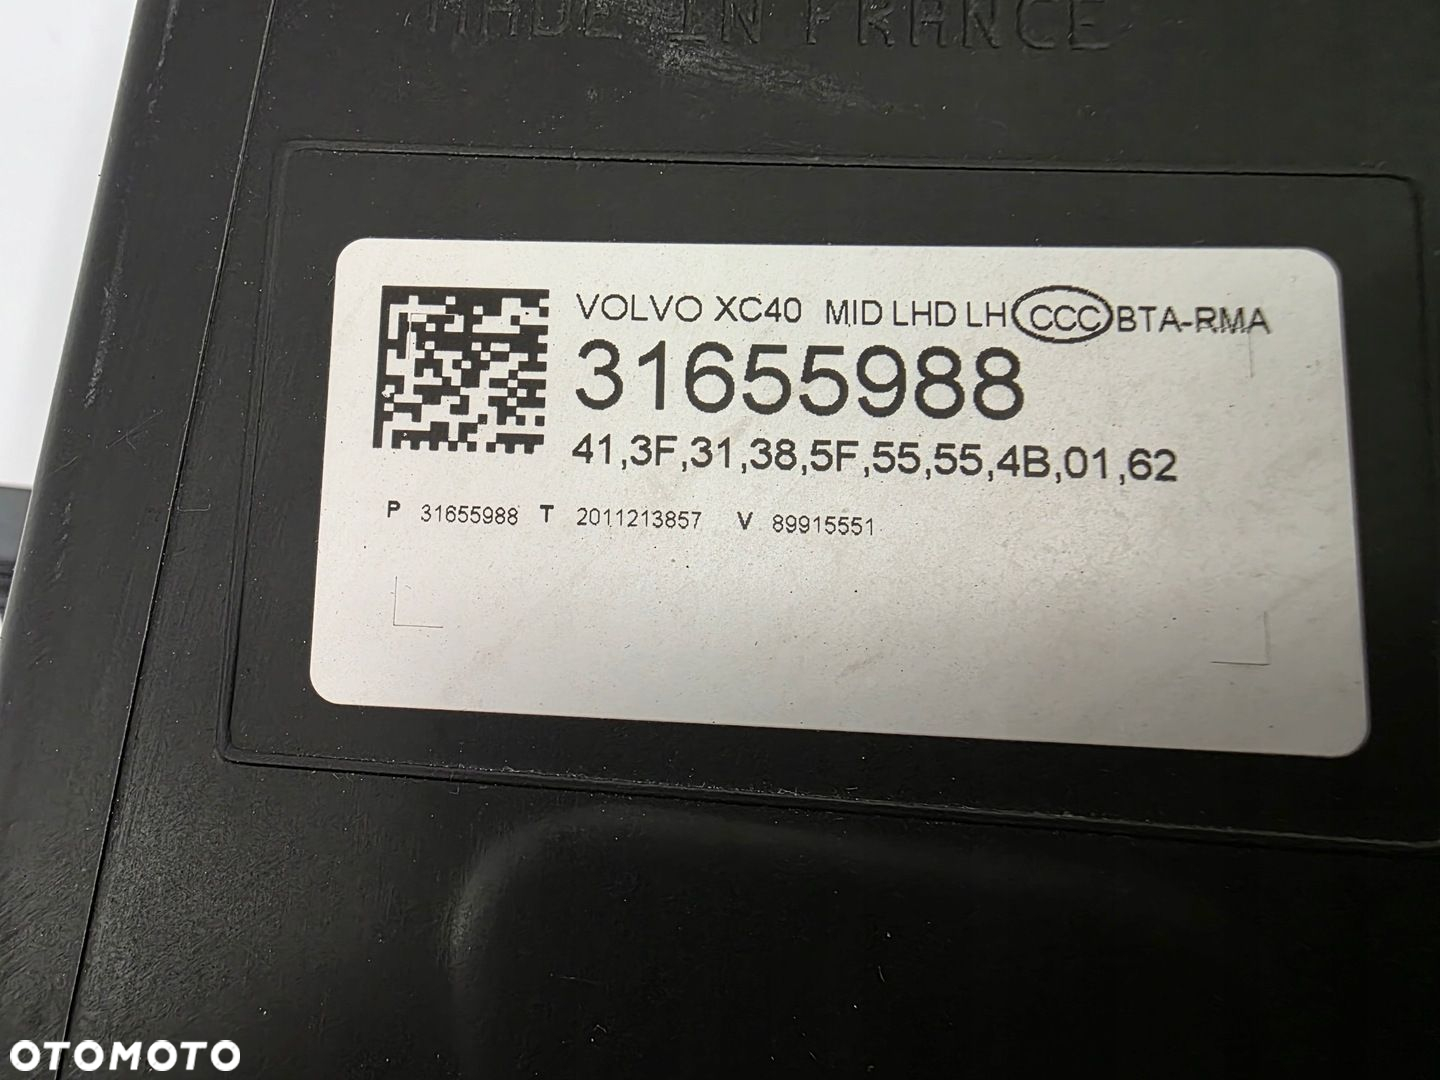 MADE IN FRANCE
VOLVO XC40 MID LHD LH CCC BTA-RMA
31655988
41,3F,31,38,5F,55,55,4B,01,62
P 31655988 T 2011213857 V 89915551
OTOMOTO